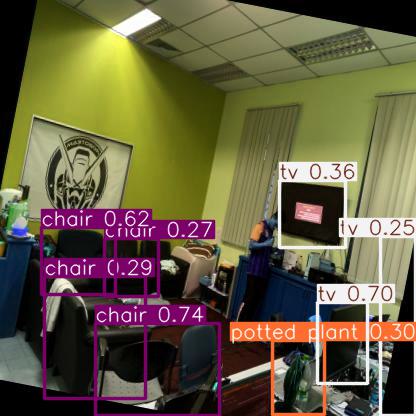 tv 0.36
chair 0.62
chair 0.27
tv 0.25
chair 0.29
tv 0.70
chair 0.74
potted plant 0.30